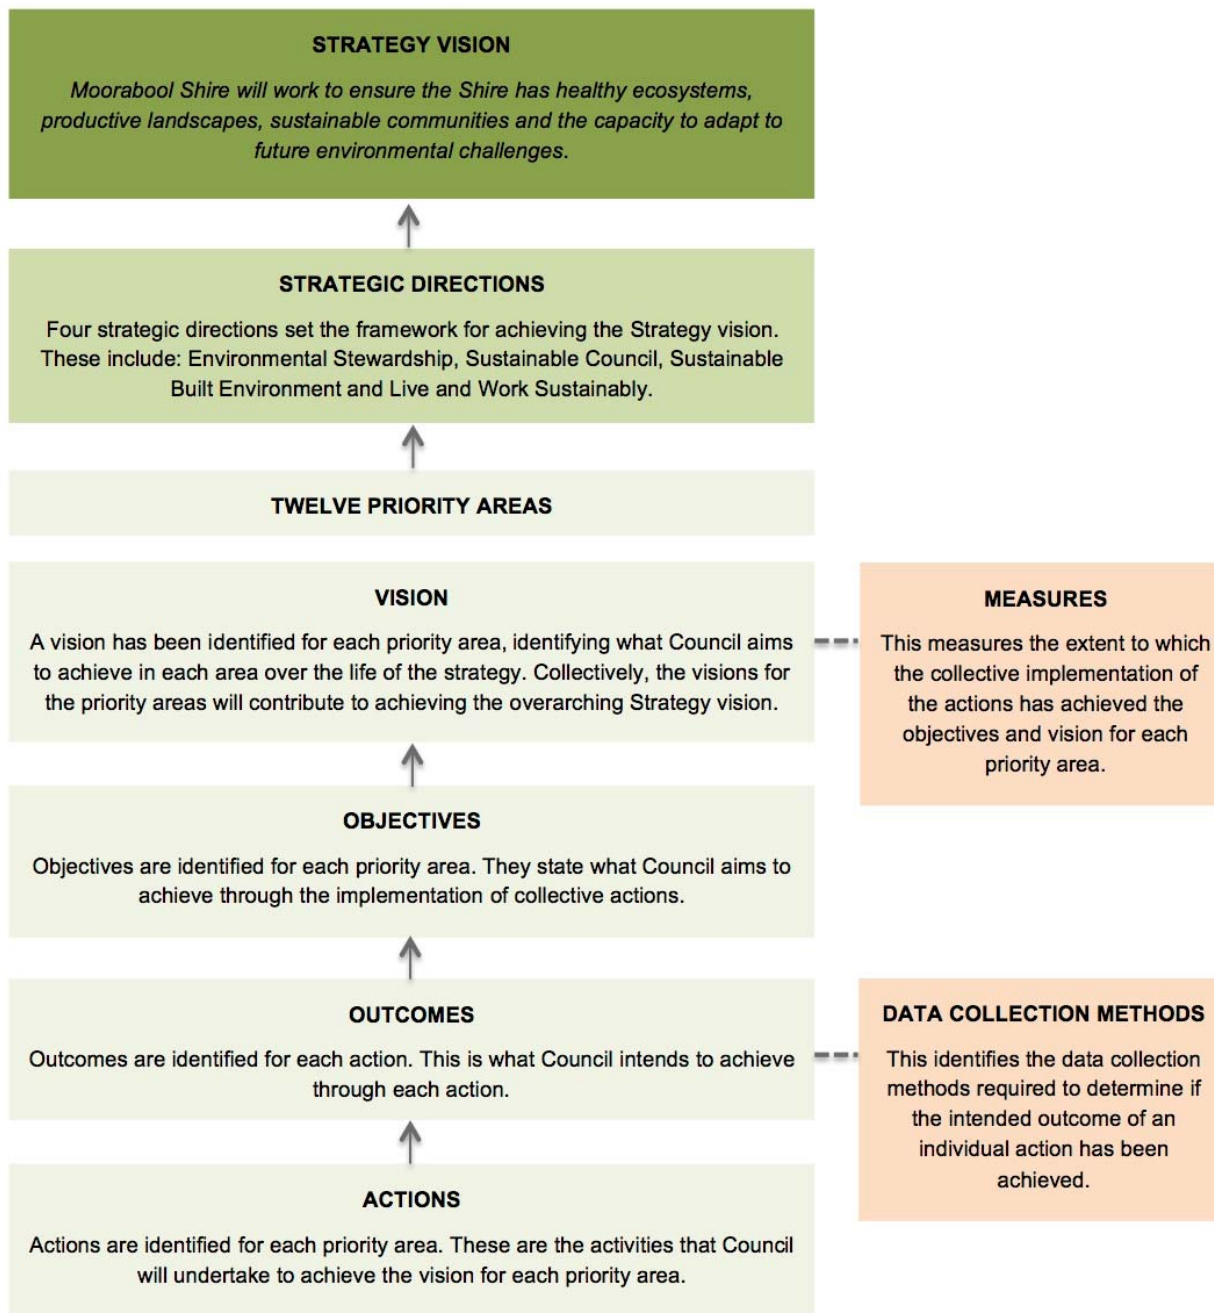 STRATEGY VISION
Moorabool Shire will work to ensure the Shire has healthy ecosystems,
productive landscapes, sustainable communities and the capacity to adapt to
future environmental challenges.
STRATEGIC DIRECTIONS
Four strategic directions set the framework for achieving the Strategy vision.
These include: Environmental Stewardship, Sustainable Council, Sustainable
Built Environment and Live and Work Sustainably.
TWELVE PRIORITY AREAS
VISION
A vision has been identified for each priority area, identifying what Council aims
to achieve in each area over the life of the strategy. Collectively, the visions for
the priority areas will contribute to achieving the overarching Strategy vision.
MEASURES
This measures the extent to which
the collective implementation of
the actions has achieved the
objectives and vision for each
priority area.
OBJECTIVES
Objectives are identified for each priority area. They state what Council aims to
achieve through the implementation of collective actions.
OUTCOMES
Outcomes are identified for each action. This is what Council intends to achieve
through each action.
DATA COLLECTION METHODS
This identifies the data collection
methods required to determine if
the intended outcome of an
individual action has been
achieved.
ACTIONS
Actions are identified for each priority area. These are the activities that Council
will undertake to achieve the vision for each priority area.